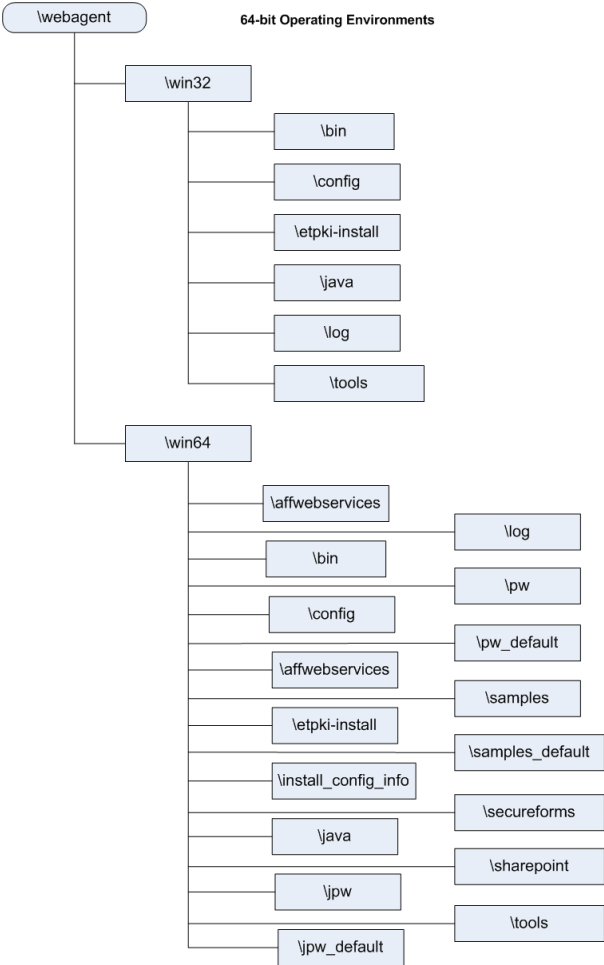 \webagent
64-bit Operating Environments
\win32
\bin
\config
\etpki-install
\java
\log
\tools
\win64
\affwebservices
\log
\bin
\pw
\config
\pw_default
\affwebservices
\samples
\etpki-install
\samples_default
\install_config_info
\secureforms
\java
\sharepoint
\jpw
\tools
\jpw_default